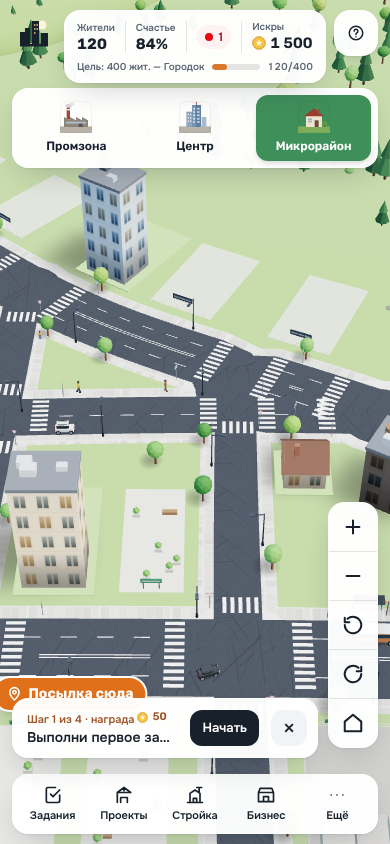 Жители
120
Счастье
84%
1
Искры
1 500
Цель: 400 жит. — Городок
120/400
Промзона
Центр
Микрорайон
Посылка сюда
Шаг 1 из 4 · награда 50
Выполни первое за...
Начать
Задания
Проекты
Стройка
Бизнес
Ещё